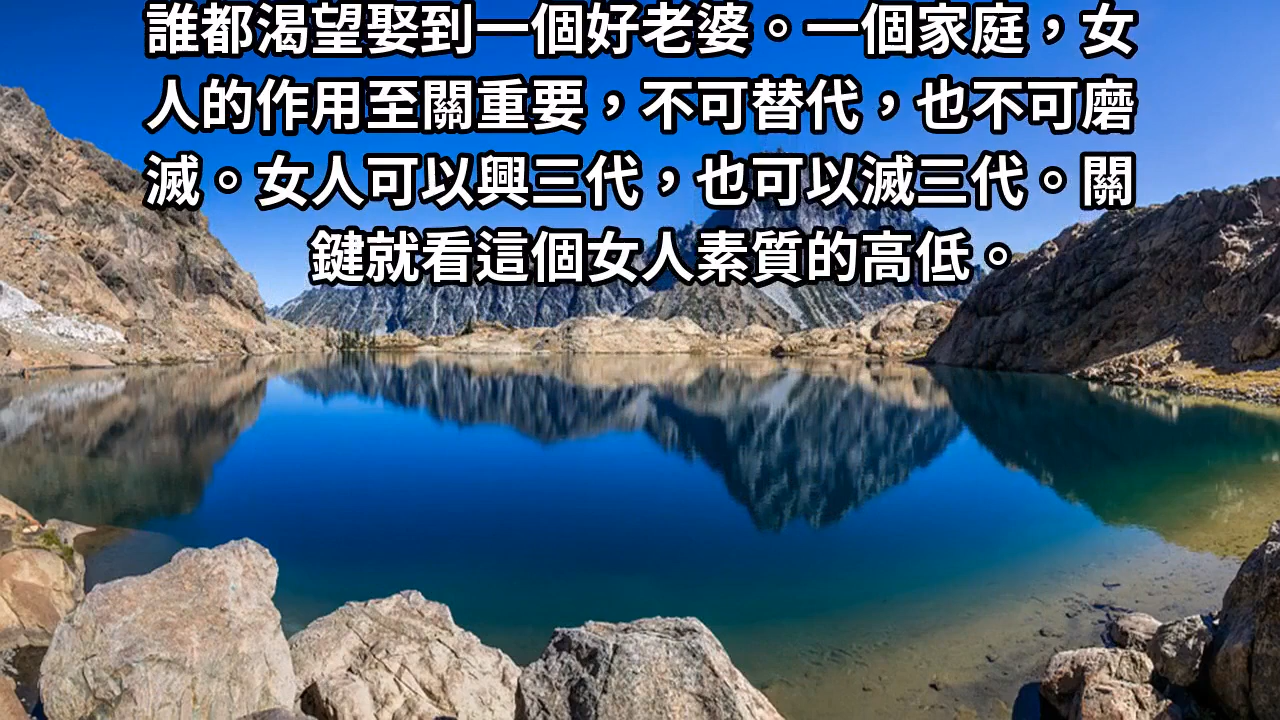 誰都渴望娶到一個好老婆。一個家庭，女
人的作用至關重要，不可替代，也不可磨
滅。女人可以興三代，也可以滅三代。關
鍵就看這個女人素質的高低。